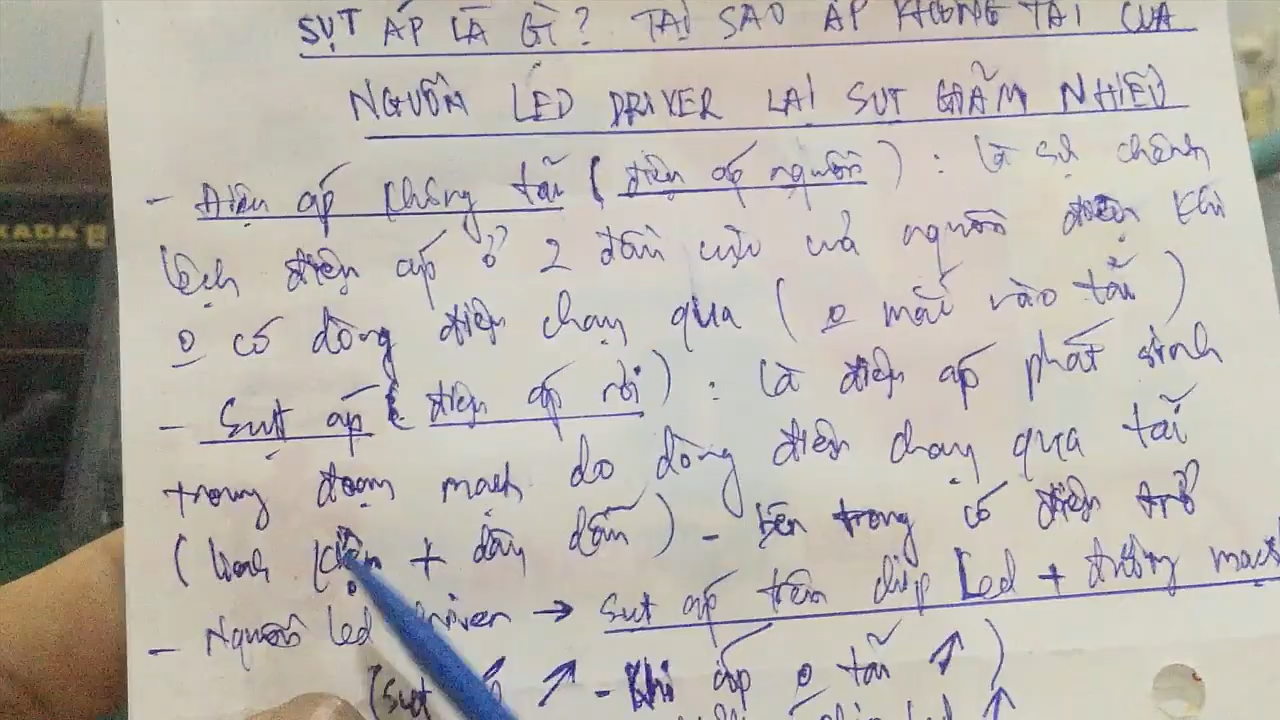 SỤT ÁP LÀ GÌ? TẠI SAO ÁP KHÔNG TẢI CỦA
NGUỒN LED DRIVER LẠI SỤT GIẢM NHIỀU
- Điện áp không tải (điện áp nguồn): là sự chênh
lệch điện áp ở 2 đầu cực của nguồn điện khi
o có dòng điện chạy qua (o mắc vào tải)
- Sụt áp (điện áp rơi): là điện áp phát sinh
trong đoạn mạch do dòng điện chạy qua tải
(linh kiện + dây dẫn) - bên trong có điện trở
- Nguồn led driver → sụt áp trên chip Led + đường mạch
(sụt ↗ - khi áp o tải ↗)
led ↗